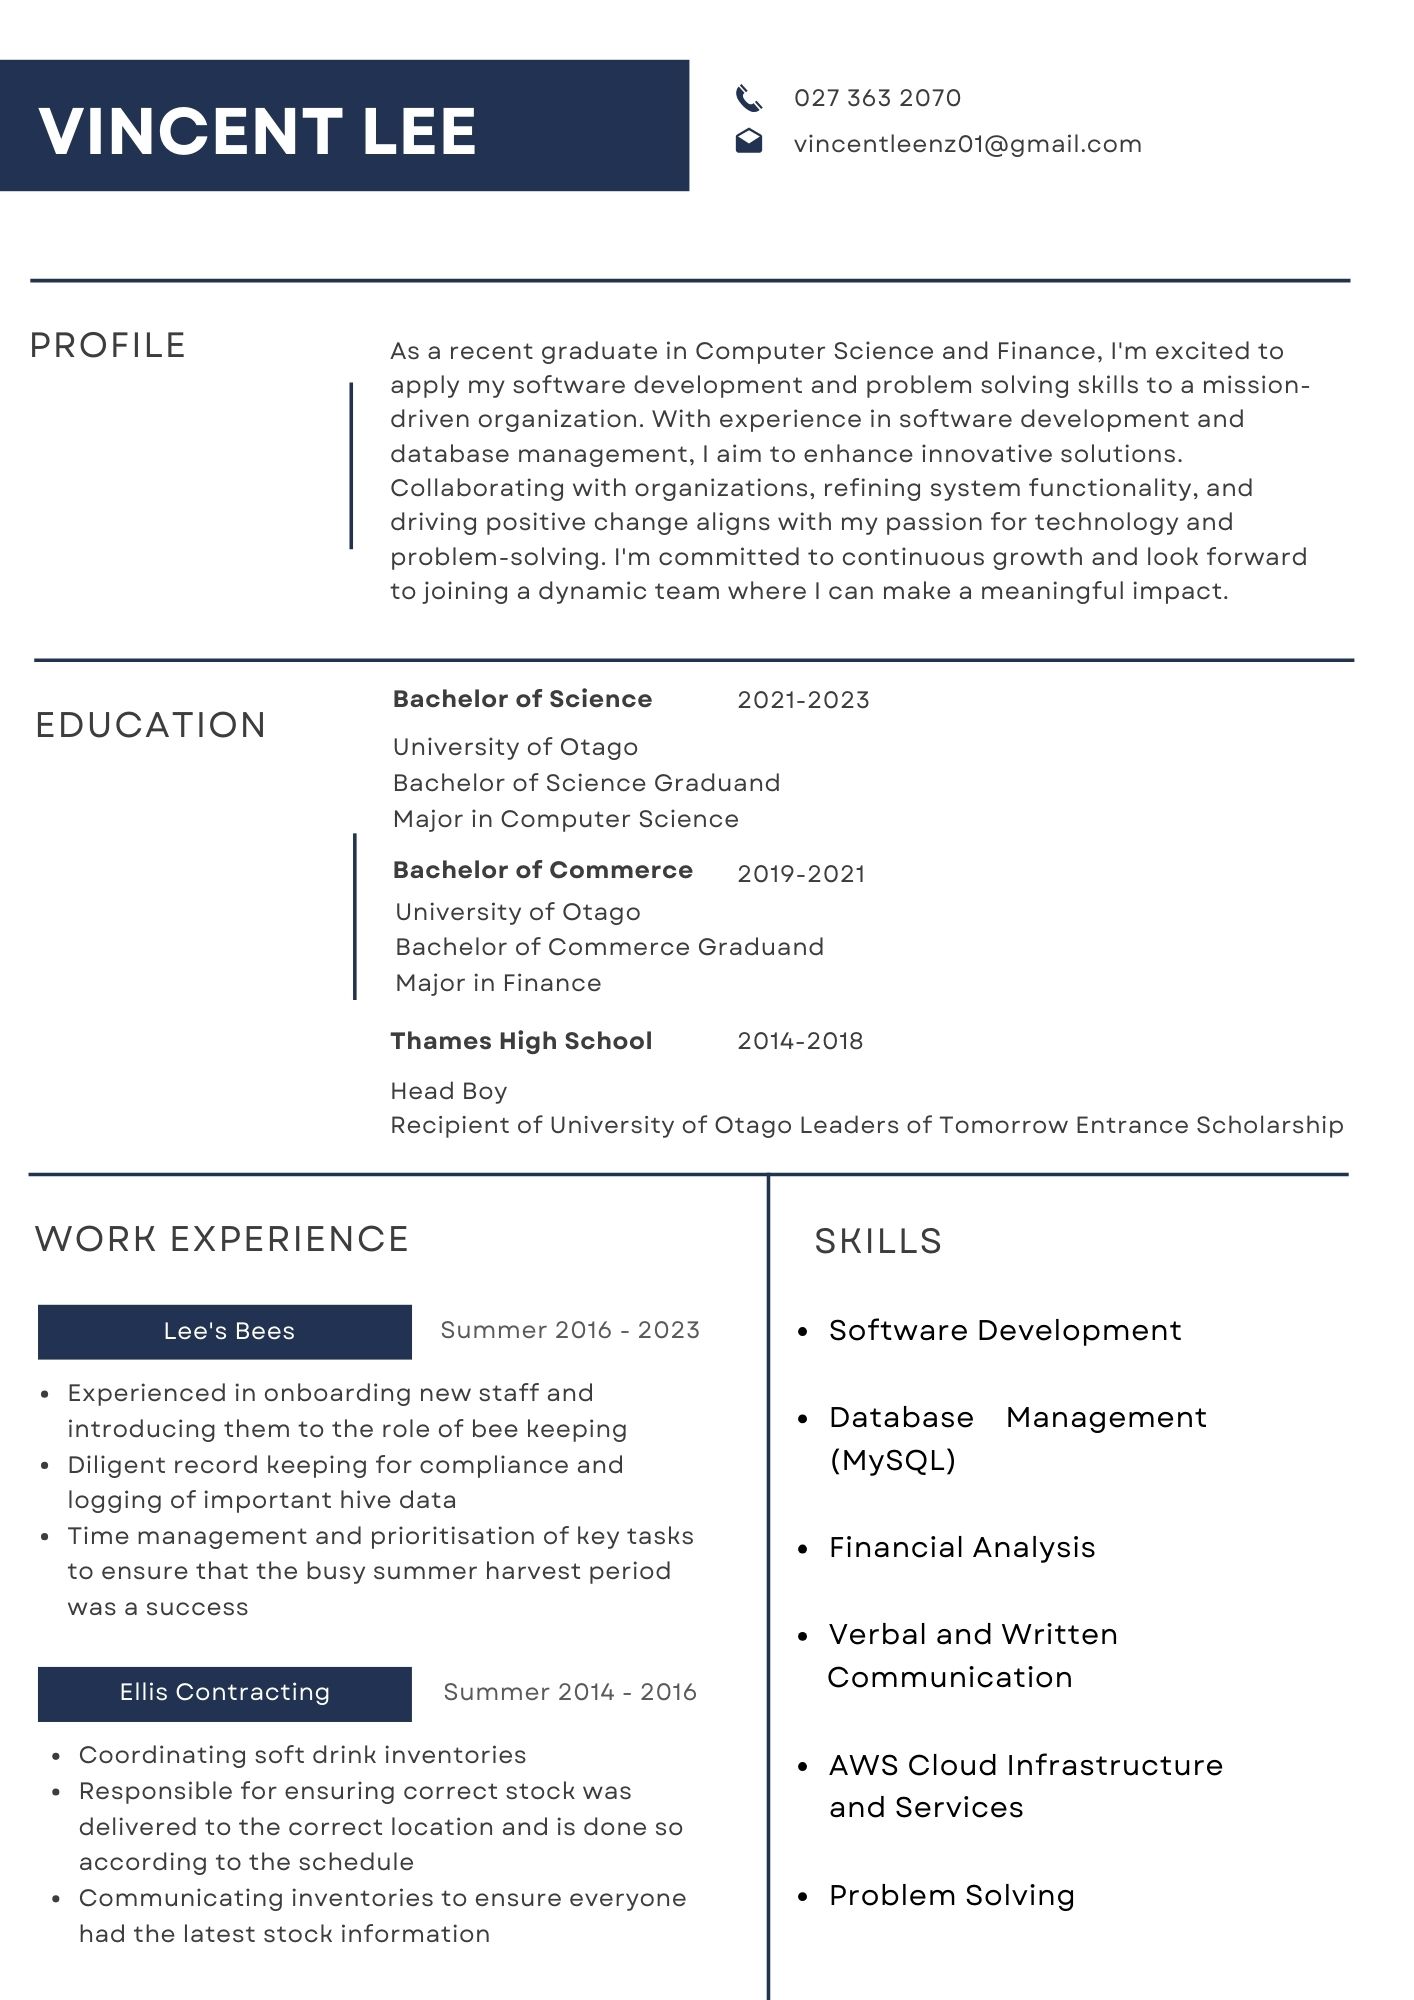 VINCENT LEE
027 363 2070
vincentleenz01@gmail.com
PROFILE
As a recent graduate in Computer Science and Finance, I'm excited to
apply my software development and problem solving skills to a mission-
driven organization. With experience in software development and
database management, I aim to enhance innovative solutions.
Collaborating with organizations, refining system functionality, and
driving positive change aligns with my passion for technology and
problem-solving. I'm committed to continuous growth and look forward
to joining a dynamic team where I can make a meaningful impact.
EDUCATION
Bachelor of Science 2021-2023
University of Otago
Bachelor of Science Graduand
Major in Computer Science
Bachelor of Commerce 2019-2021
University of Otago
Bachelor of Commerce Graduand
Major in Finance
Thames High School 2014-2018
Head Boy
Recipient of University of Otago Leaders of Tomorrow Entrance Scholarship
WORK EXPERIENCE
Lee's Bees Summer 2016 - 2023
• Experienced in onboarding new staff and
introducing them to the role of bee keeping
• Diligent record keeping for compliance and
logging of important hive data
• Time management and prioritisation of key tasks
to ensure that the busy summer harvest period
was a success
Ellis Contracting Summer 2014 - 2016
• Coordinating soft drink inventories
• Responsible for ensuring correct stock was
delivered to the correct location and is done so
according to the schedule
• Communicating inventories to ensure everyone
had the latest stock information
SKILLS
• Software Development
• Database Management
(MySQL)
• Financial Analysis
• Verbal and Written
Communication
• AWS Cloud Infrastructure
and Services
• Problem Solving